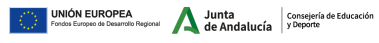 UNIÓN EUROPEA
Fondos Europeo de Desarrollo Regional
Junta
de Andalucía
Consejería de Educación
y Deporte